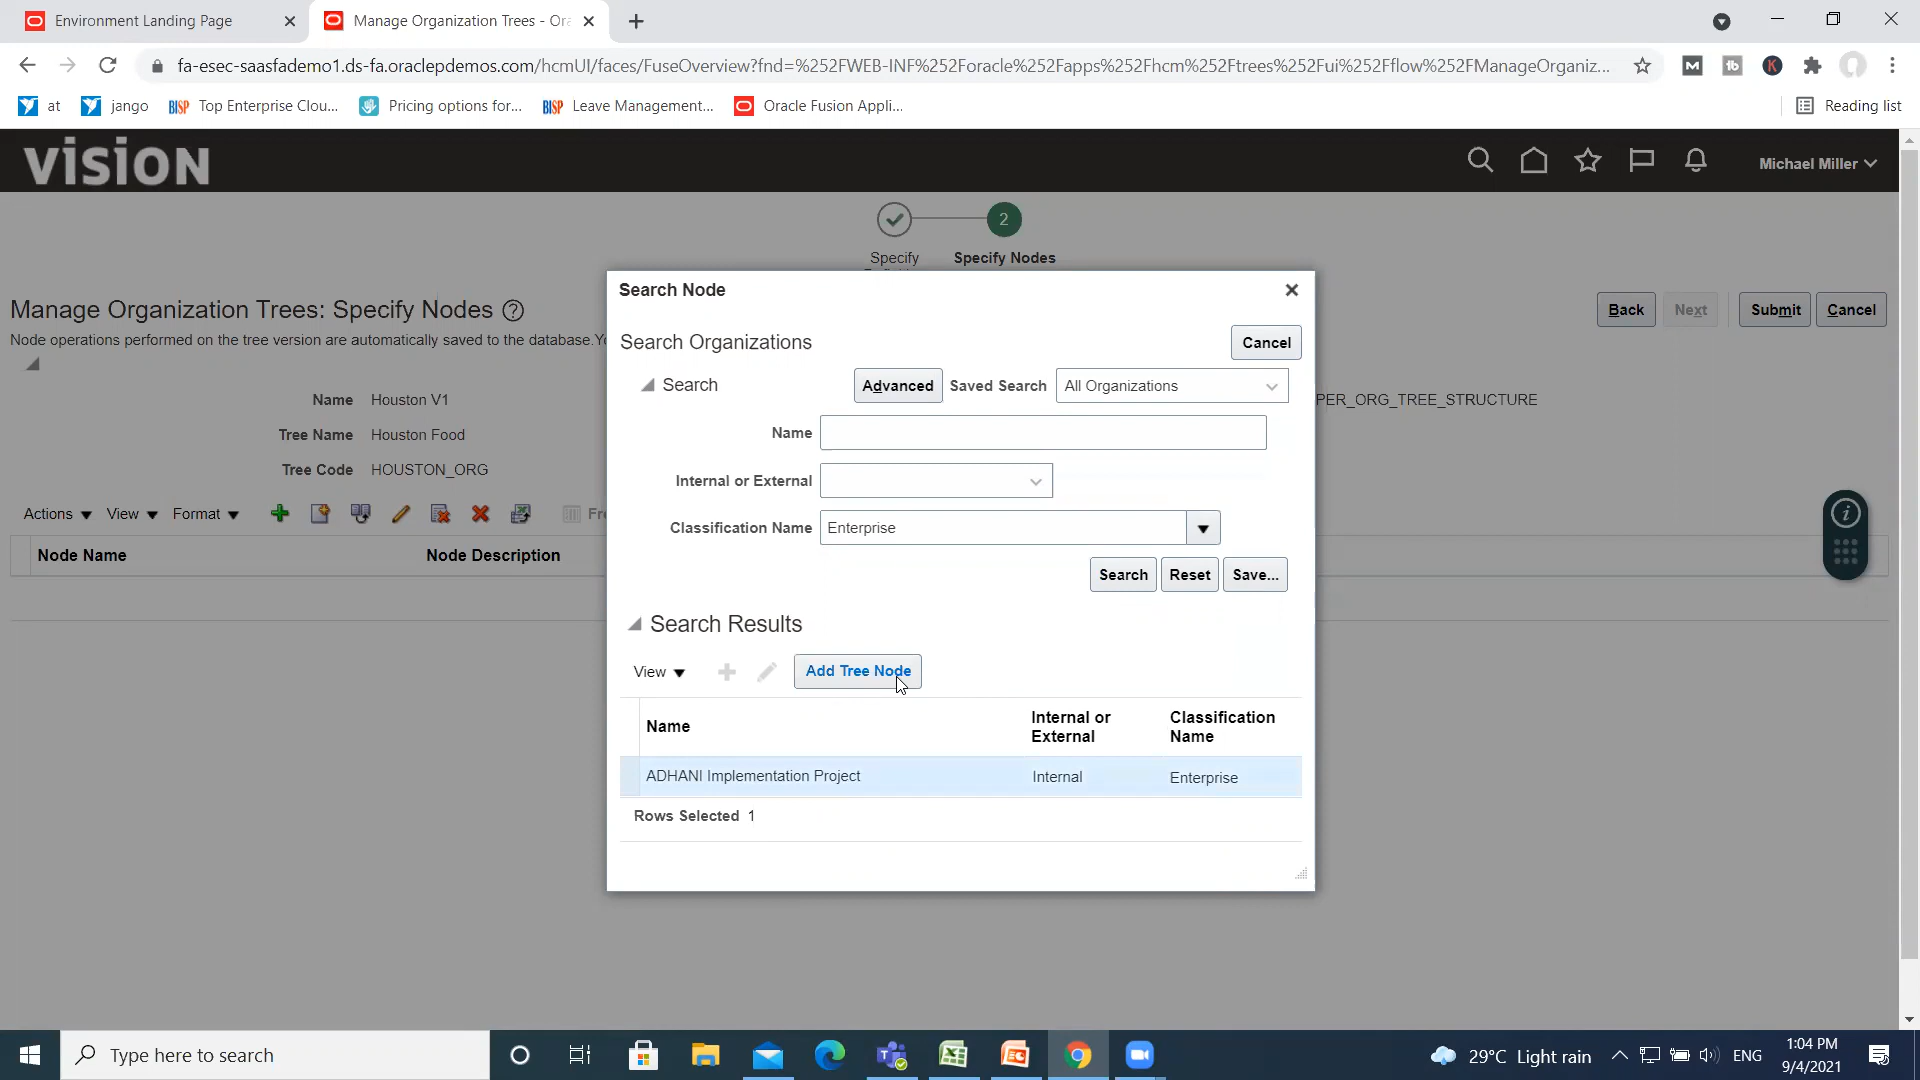 Environment Landing Page
Manage Organization Trees - Ora
fa-esec-saasfademo1.ds-fa.oraclepdemos.com/hcmUI/faces/FuseOverview?fnd=%252FWEB-INF%252Foracle%252Fapps%252Fhcm%252Ftrees%252Fui%252Fflow%252FManageOrganiz...
at
jango
BISP Top Enterprise Clou...
Pricing options for...
BISP Leave Management...
Oracle Fusion Appli...
Reading list
VISION
Michael Miller
2
Specify
Specify Nodes
Manage Organization Trees: Specify Nodes
Back Next Submit Cancel
Node operations performed on the tree version are automatically saved to the database.
Name Houston V1
PER_ORG_TREE_STRUCTURE
Tree Name Houston Food
Tree Code HOUSTON_ORG
Actions View Format
Node Name Node Description
Search Node
Search Organizations
Cancel
Search
Advanced Saved Search All Organizations
Name
Internal or External
Classification Name Enterprise
Search Reset Save...
Search Results
View
Add Tree Node
Name
Internal or External
Classification Name
ADHANI Implementation Project Internal Enterprise
Rows Selected 1
Type here to search
29°C Light rain
ENG
1:04 PM
9/4/2021